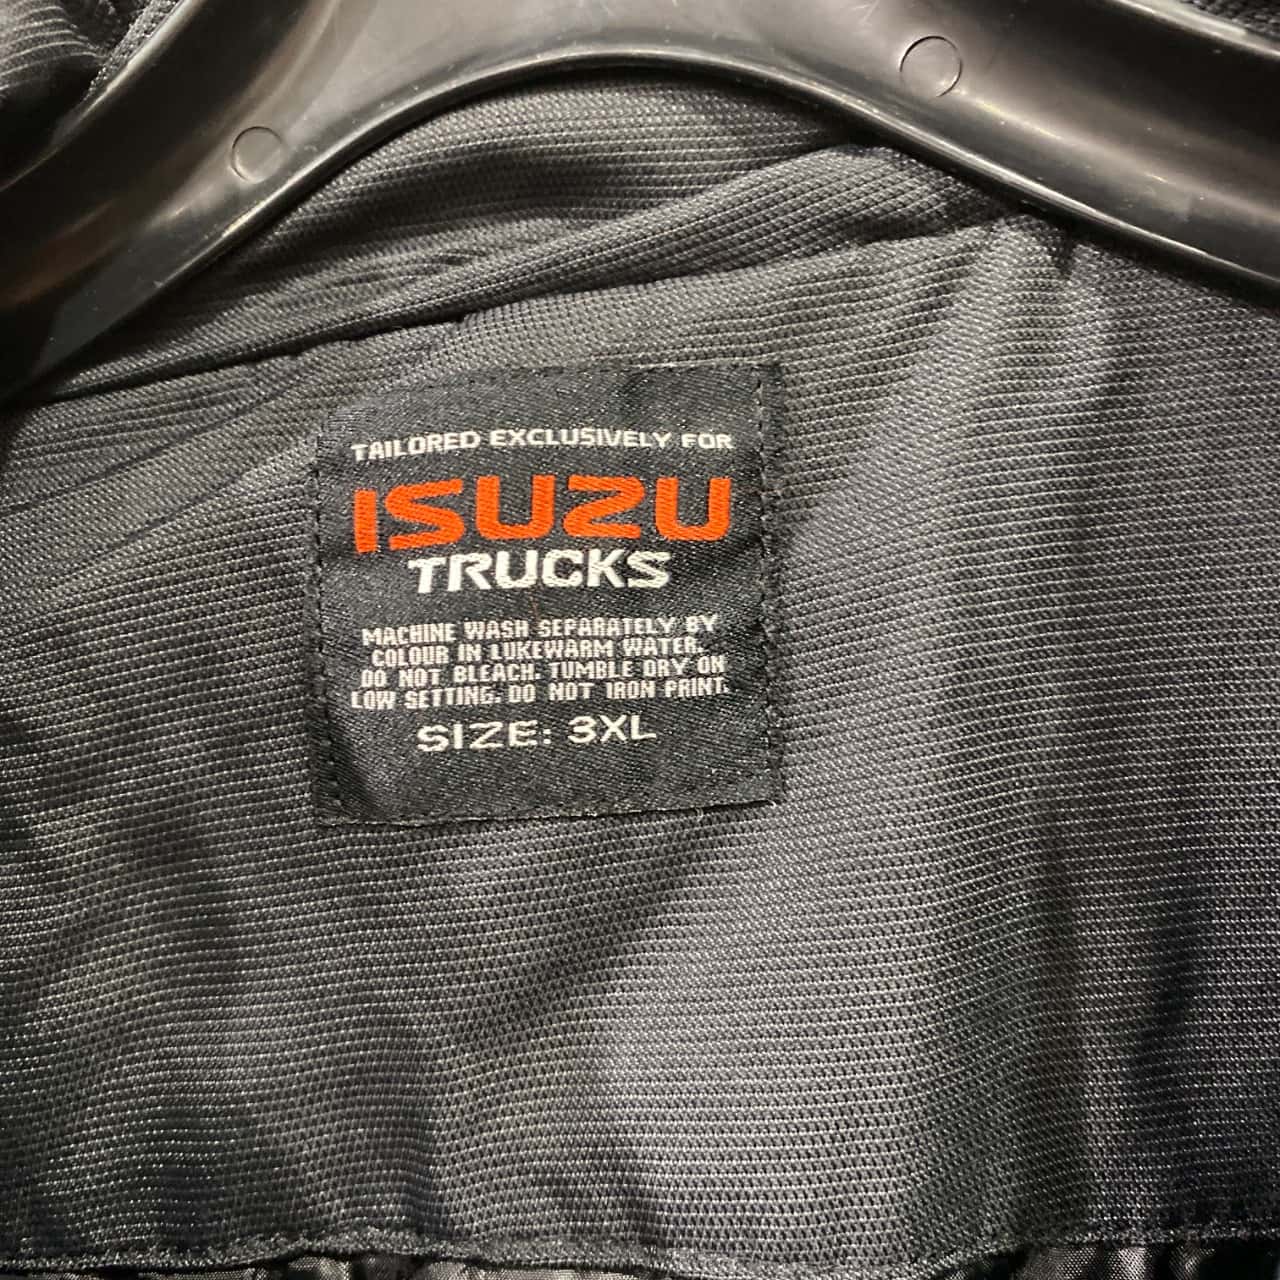 TAILORED EXCLUSIVELY FOR
ISUZU
TRUCKS
MACHINE WASH SEPARATELY BY
COLOUR IN LUKEWARM WATER.
DO NOT BLEACH. TUMBLE DRY ON
LOW SETTING. DO NOT IRON PRINT.
SIZE: 3XL